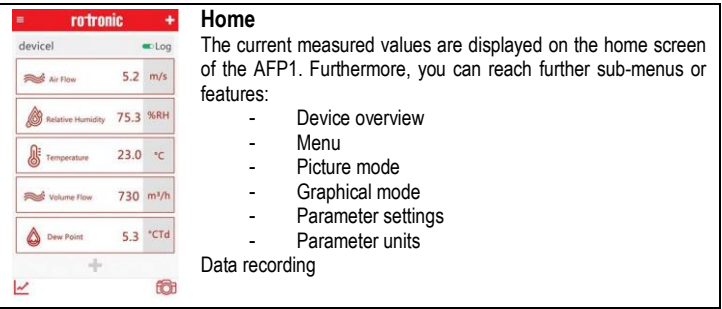 rotronic
device1 Log
Air Flow 5.2 m/s
Relative Humidity 75.3 %RH
Temperature 23.0 °C
Volume Flow 730 m³/h
Dew Point 5.3 °CTd
Home
The current measured values are displayed on the home screen
of the AFP1. Furthermore, you can reach further sub-menus or
features:
- Device overview
- Menu
- Picture mode
- Graphical mode
- Parameter settings
- Parameter units
Data recording